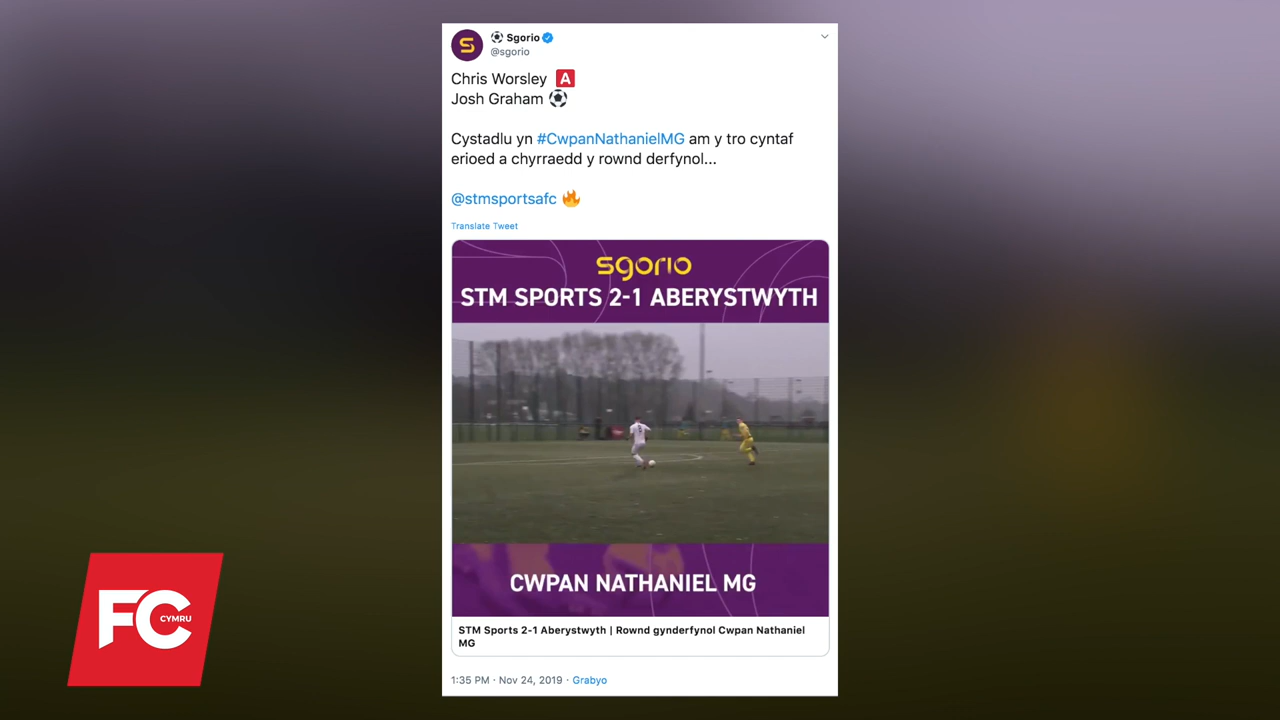 ⚽ Sgorio
@sgorio
Chris Worsley 🅰
Josh Graham ⚽
Cystadlu yn #CwpanNathanielMG am y tro cyntaf
erioed a chyrraedd y rownd derfynol...
@stmsportsafc 🔥
Translate Tweet
sgorio
STM SPORTS 2-1 ABERYSTWYTH
CWPAN NATHANIEL MG
STM Sports 2-1 Aberystwyth | Rownd gynderfynol Cwpan Nathaniel
MG
1:35 PM · Nov 24, 2019 · Grabyo
FC CYMRU